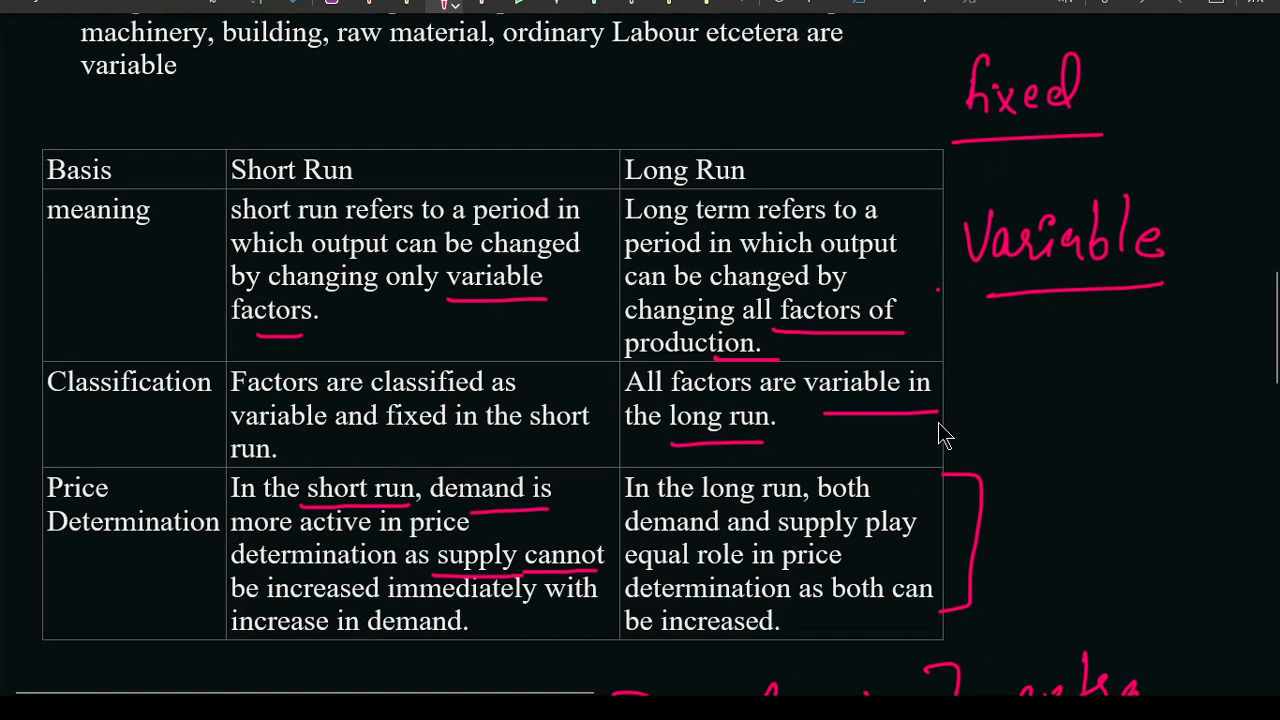 machinery, building, raw material, ordinary Labour etcetera are
variable
fixed
Variable
Basis
Short Run
Long Run
meaning
short run refers to a period in
which output can be changed
by changing only variable
factors.
Long term refers to a
period in which output
can be changed by
changing all factors of
production.
Classification
Factors are classified as
variable and fixed in the short
run.
All factors are variable in
the long run.
Price
Determination
In the short run, demand is
more active in price
determination as supply cannot
be increased immediately with
increase in demand.
In the long run, both
demand and supply play
equal role in price
determination as both can
be increased.